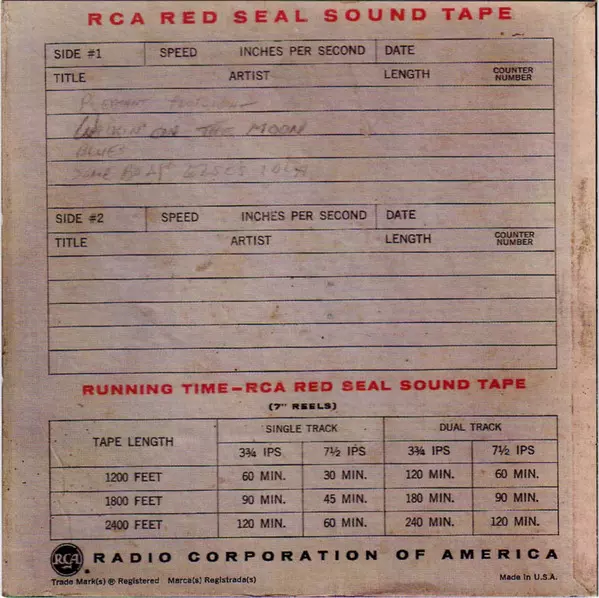 RCA RED SEAL SOUND TAPE
SIDE #1 SPEED INCHES PER SECOND DATE
TITLE ARTIST LENGTH COUNTER NUMBER
WALKIN' ON THE MOON
BLUES
SIDE #2 SPEED INCHES PER SECOND DATE
TITLE ARTIST LENGTH COUNTER NUMBER
RUNNING TIME—RCA RED SEAL SOUND TAPE
(7" REELS)
TAPE LENGTH SINGLE TRACK DUAL TRACK
3¾ IPS 7½ IPS 3¾ IPS 7½ IPS
1200 FEET 60 MIN. 30 MIN. 120 MIN. 60 MIN.
1800 FEET 90 MIN. 45 MIN. 180 MIN. 90 MIN.
2400 FEET 120 MIN. 60 MIN. 240 MIN. 120 MIN.
RCA RADIO CORPORATION OF AMERICA
Trade Mark(s) ® Registered Marca(s) Registrada(s) Made in U.S.A.